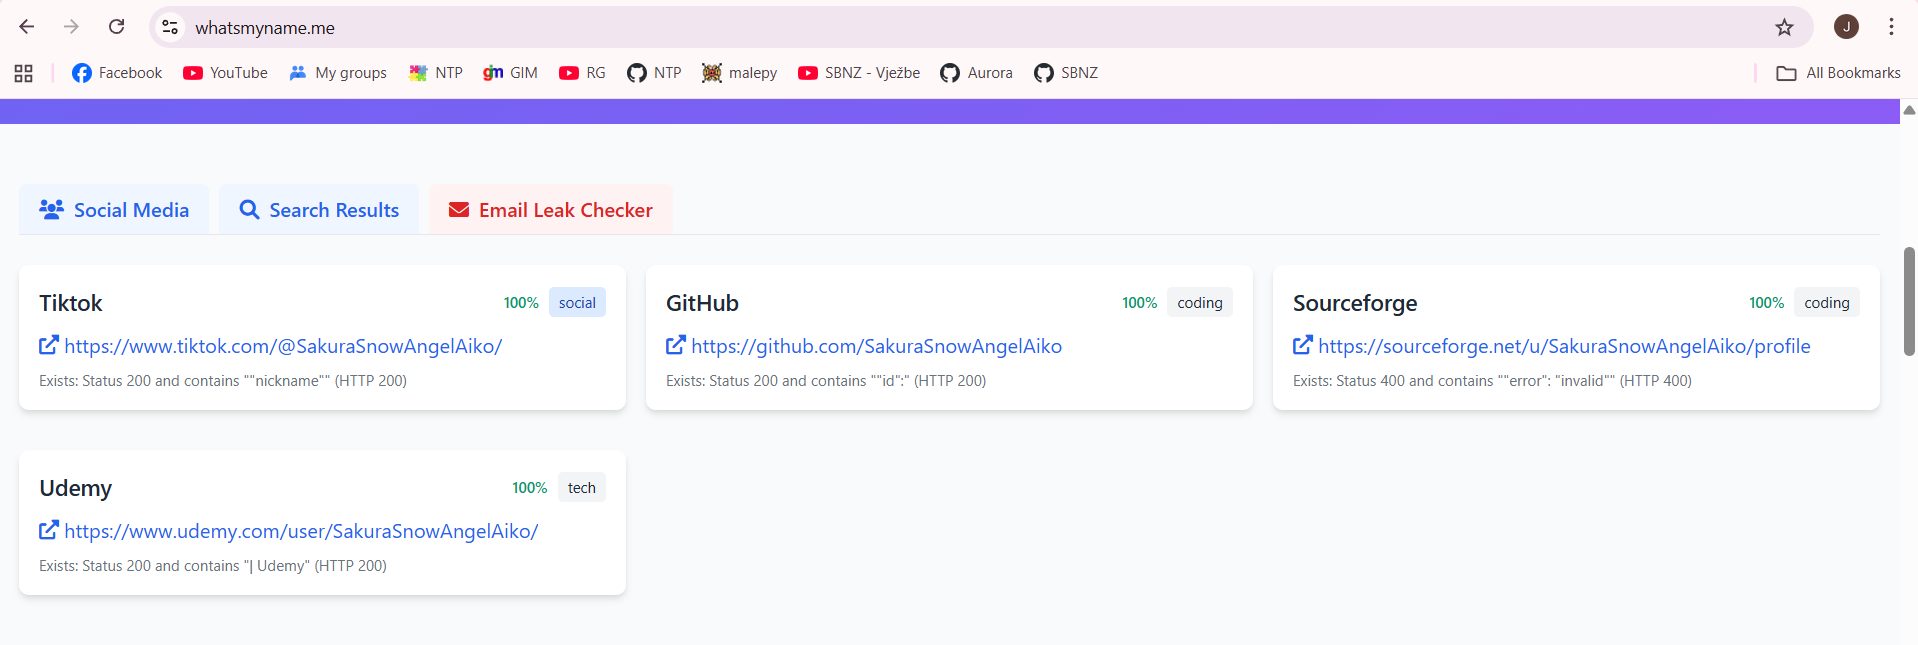 whatsmyname.me
J
Facebook YouTube My groups NTP GIM RG NTP malepy SBNZ - Vježbe Aurora SBNZ All Bookmarks
Social Media Search Results Email Leak Checker
Tiktok 100% social
https://www.tiktok.com/@SakuraSnowAngelAiko/
Exists: Status 200 and contains ""nickname"" (HTTP 200)
GitHub 100% coding
https://github.com/SakuraSnowAngelAiko
Exists: Status 200 and contains ""id":" (HTTP 200)
Sourceforge 100% coding
https://sourceforge.net/u/SakuraSnowAngelAiko/profile
Exists: Status 400 and contains ""error": "invalid"" (HTTP 400)
Udemy 100% tech
https://www.udemy.com/user/SakuraSnowAngelAiko/
Exists: Status 200 and contains "| Udemy" (HTTP 200)